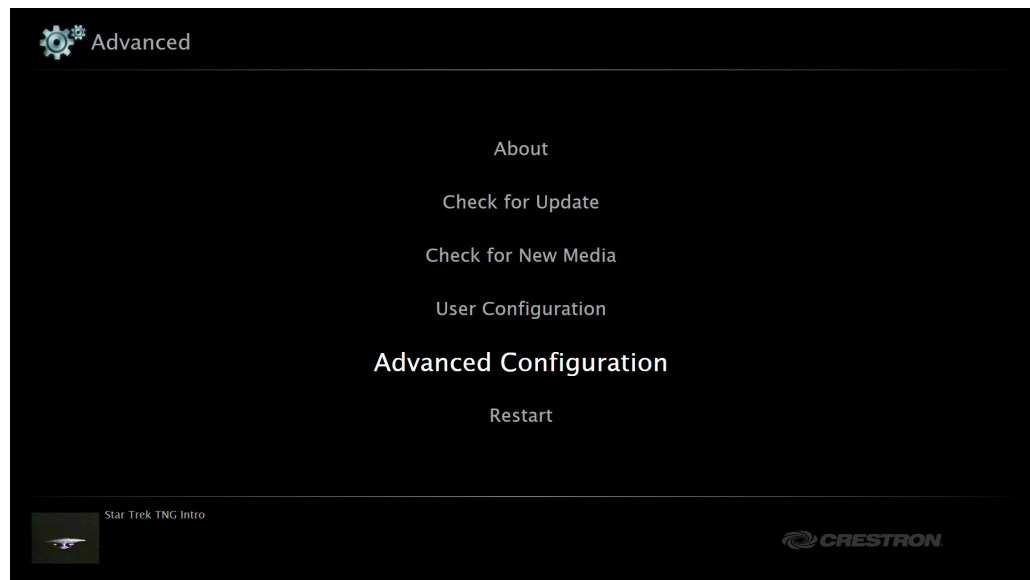 Advanced
About
Check for Update
Check for New Media
User Configuration
Advanced Configuration
Restart
Star Trek TNG Intro
CRESTRON.